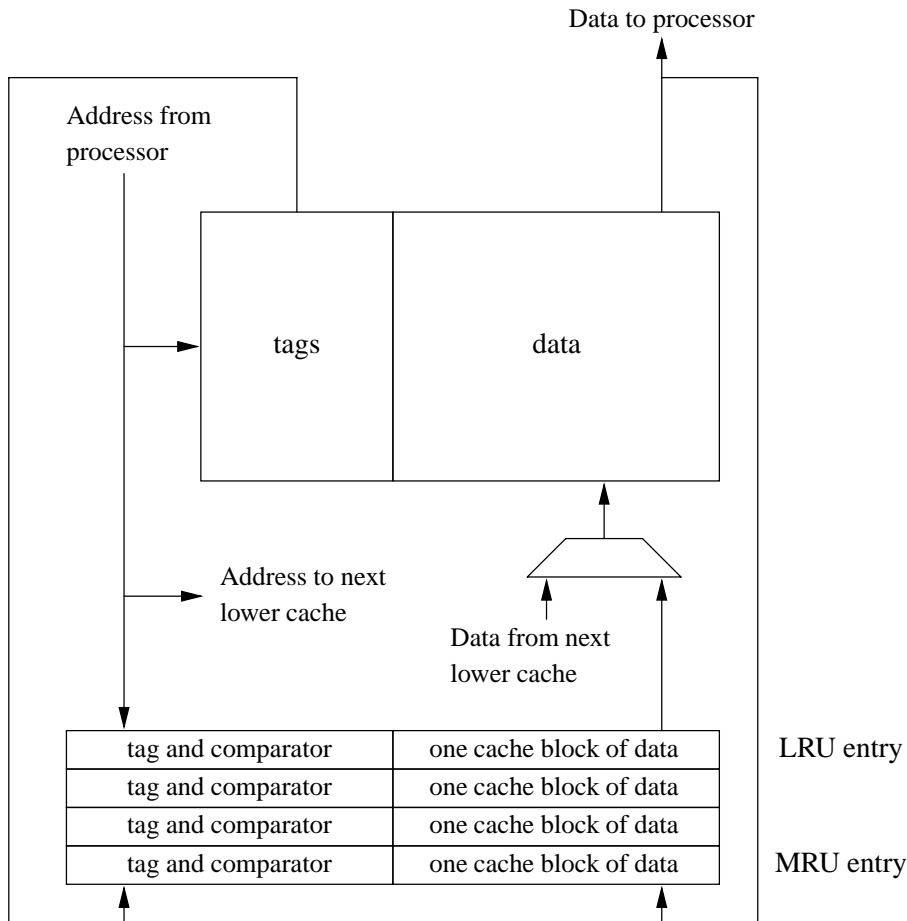 Data to processor
Address from
processor
tags
data
Address to next
lower cache
Data from next
lower cache
tag and comparator
one cache block of data
LRU entry
tag and comparator
one cache block of data
tag and comparator
one cache block of data
tag and comparator
one cache block of data
MRU entry